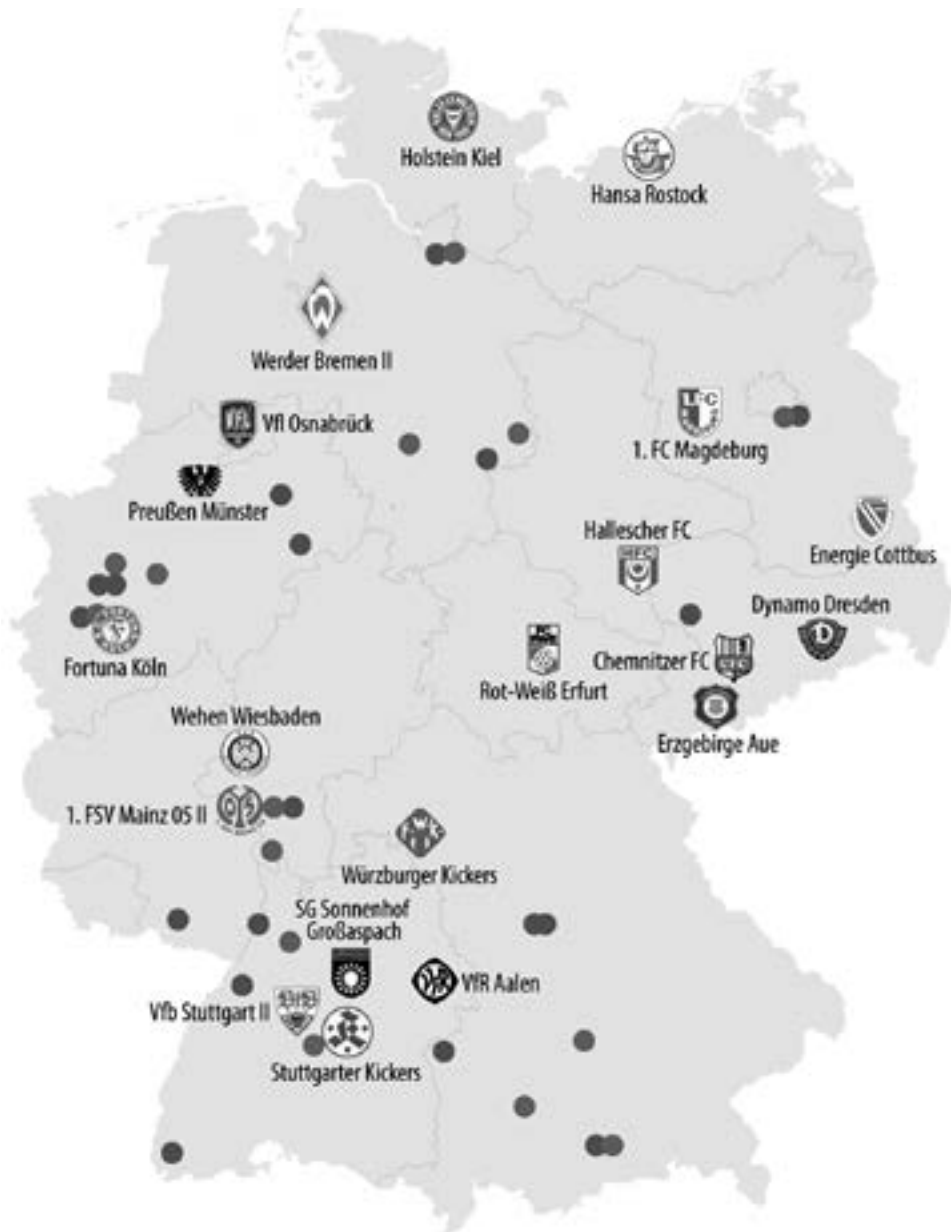 Holstein Kiel
Hansa Rostock
Werder Bremen II
Vfl Osnabrück
1. FC Magdeburg
Preußen Münster
Hallescher FC
Energie Cottbus
Dynamo Dresden
Fortuna Köln
Chemnitzer FC
Rot-Weiß Erfurt
Wehen Wiesbaden
Erzgebirge Aue
1. FSV Mainz 05 II
Würzburger Kickers
SG Sonnenhof
Großaspach
VfR Aalen
Vfb Stuttgart II
Stuttgarter Kickers